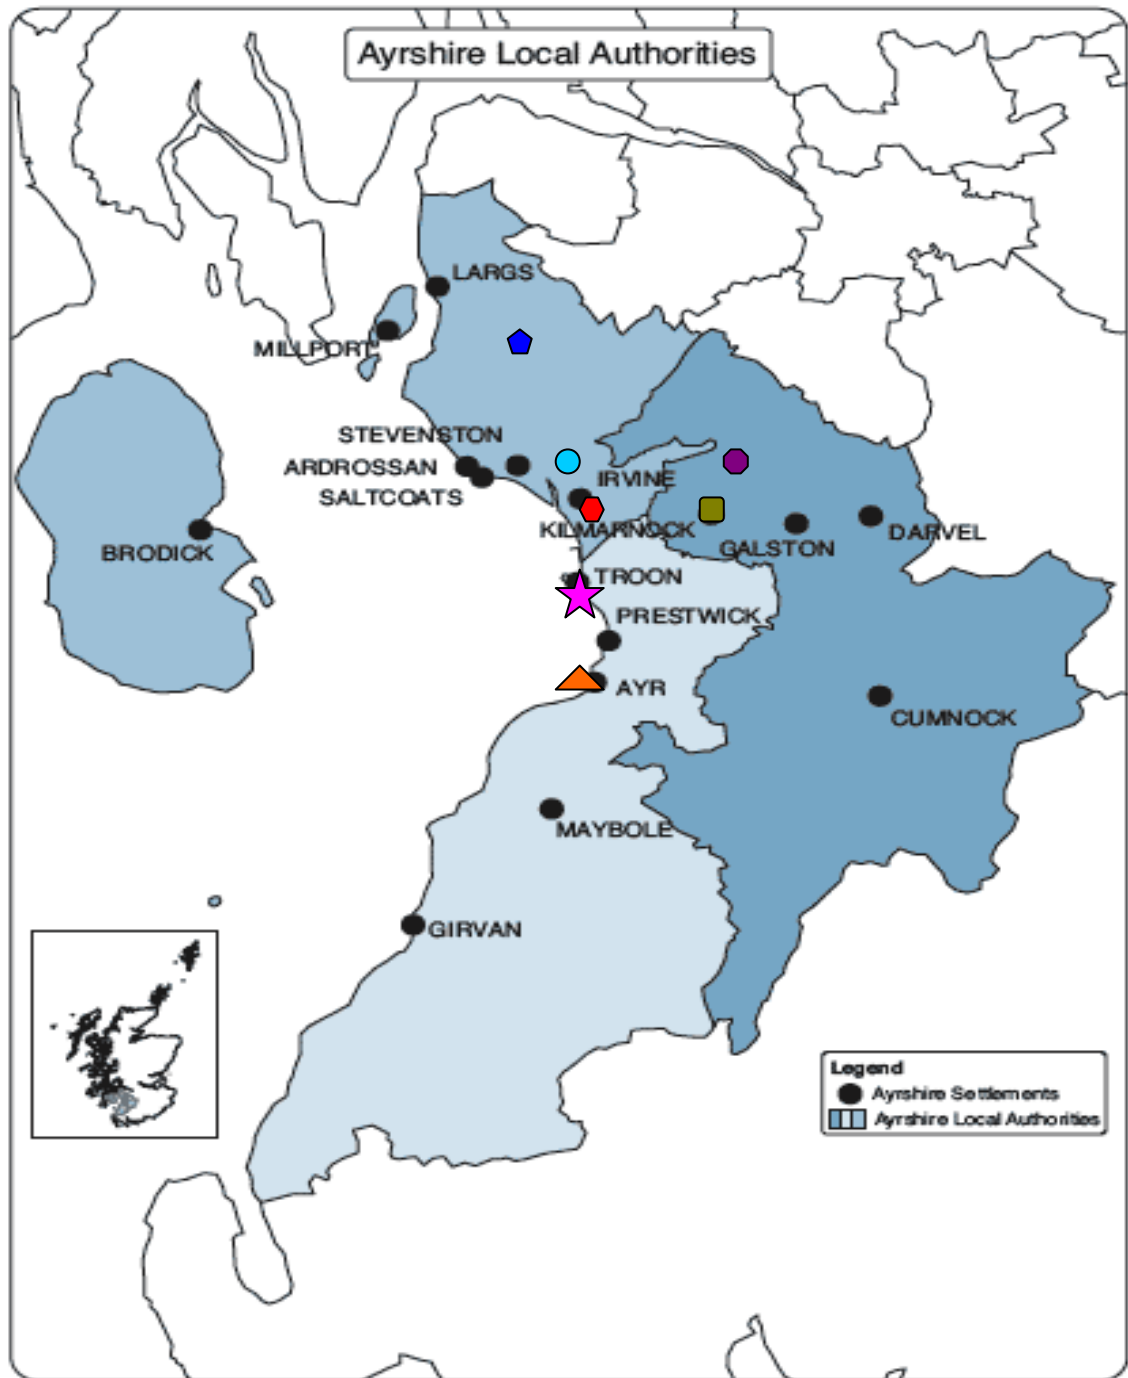 Ayrshire Local Authorities
LARGS
MILLPORT
STEVENSTON
ARDROSSAN
IRVINE
SALTCOATS
KILMARNOCK
DARVEL
GALSTON
BRODICK
TROON
PRESTWICK
AYR
CUMNOCK
MAYBOLE
GIRVAN
Legend
Ayrshire Settlements
Ayrshire Local Authorities